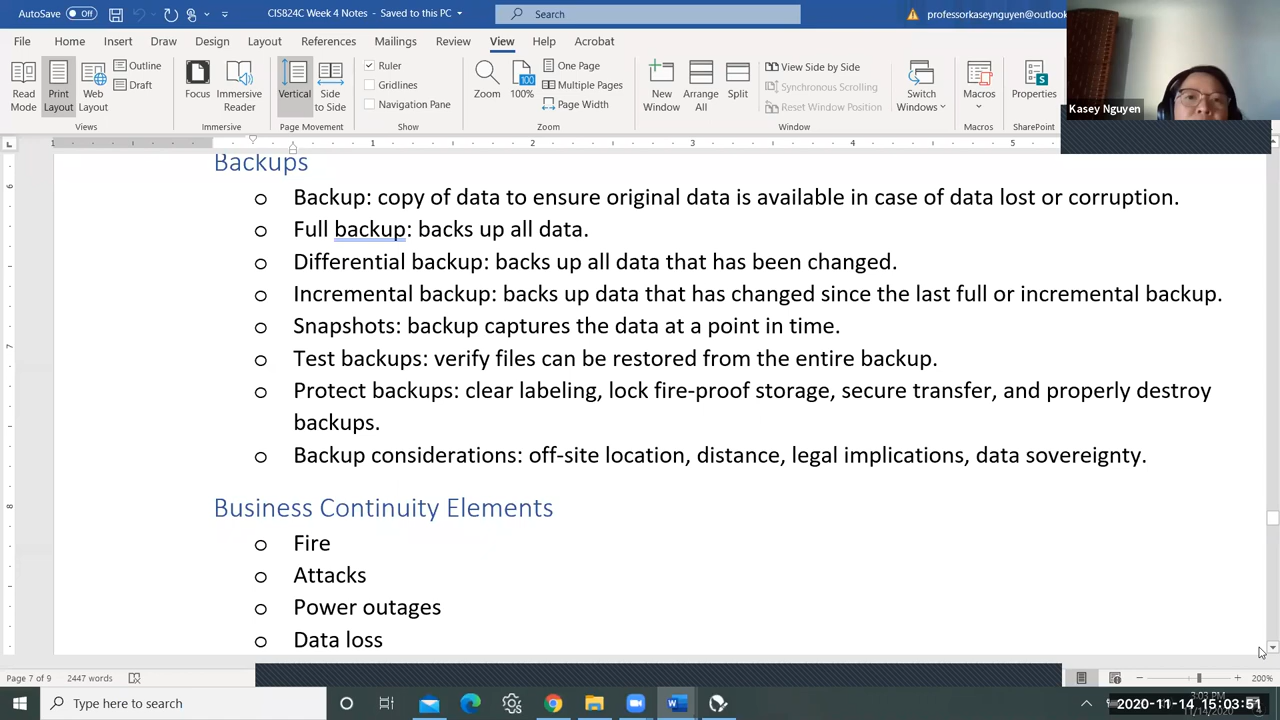 AutoSave Off CIS824C Week 4 Notes - Saved to this PC Search professorkaseynguyen@outlook
File Home Insert Draw Design Layout References Mailings Review View Help Acrobat
Read Mode Print Layout Web Layout Outline Draft Focus Immersive Reader Vertical Side to Side Ruler Gridlines Navigation Pane Zoom 100% One Page Multiple Pages Page Width New Window Arrange All Split View Side by Side Synchronous Scrolling Reset Window Position Switch Windows Macros Properties
Views Immersive Page Movement Show Zoom Window Macros SharePoint
Kasey Nguyen
1 1 2 3 4 5
Backups
o Backup: copy of data to ensure original data is available in case of data lost or corruption.
o Full backup: backs up all data.
o Differential backup: backs up all data that has been changed.
o Incremental backup: backs up data that has changed since the last full or incremental backup.
o Snapshots: backup captures the data at a point in time.
o Test backups: verify files can be restored from the entire backup.
o Protect backups: clear labeling, lock fire-proof storage, secure transfer, and properly destroy
backups.
o Backup considerations: off-site location, distance, legal implications, data sovereignty.
Business Continuity Elements
o Fire
o Attacks
o Power outages
o Data loss
6
7
8
Page 7 of 9 2447 words 200%
Type here to search 2020-11-14 15:03:51